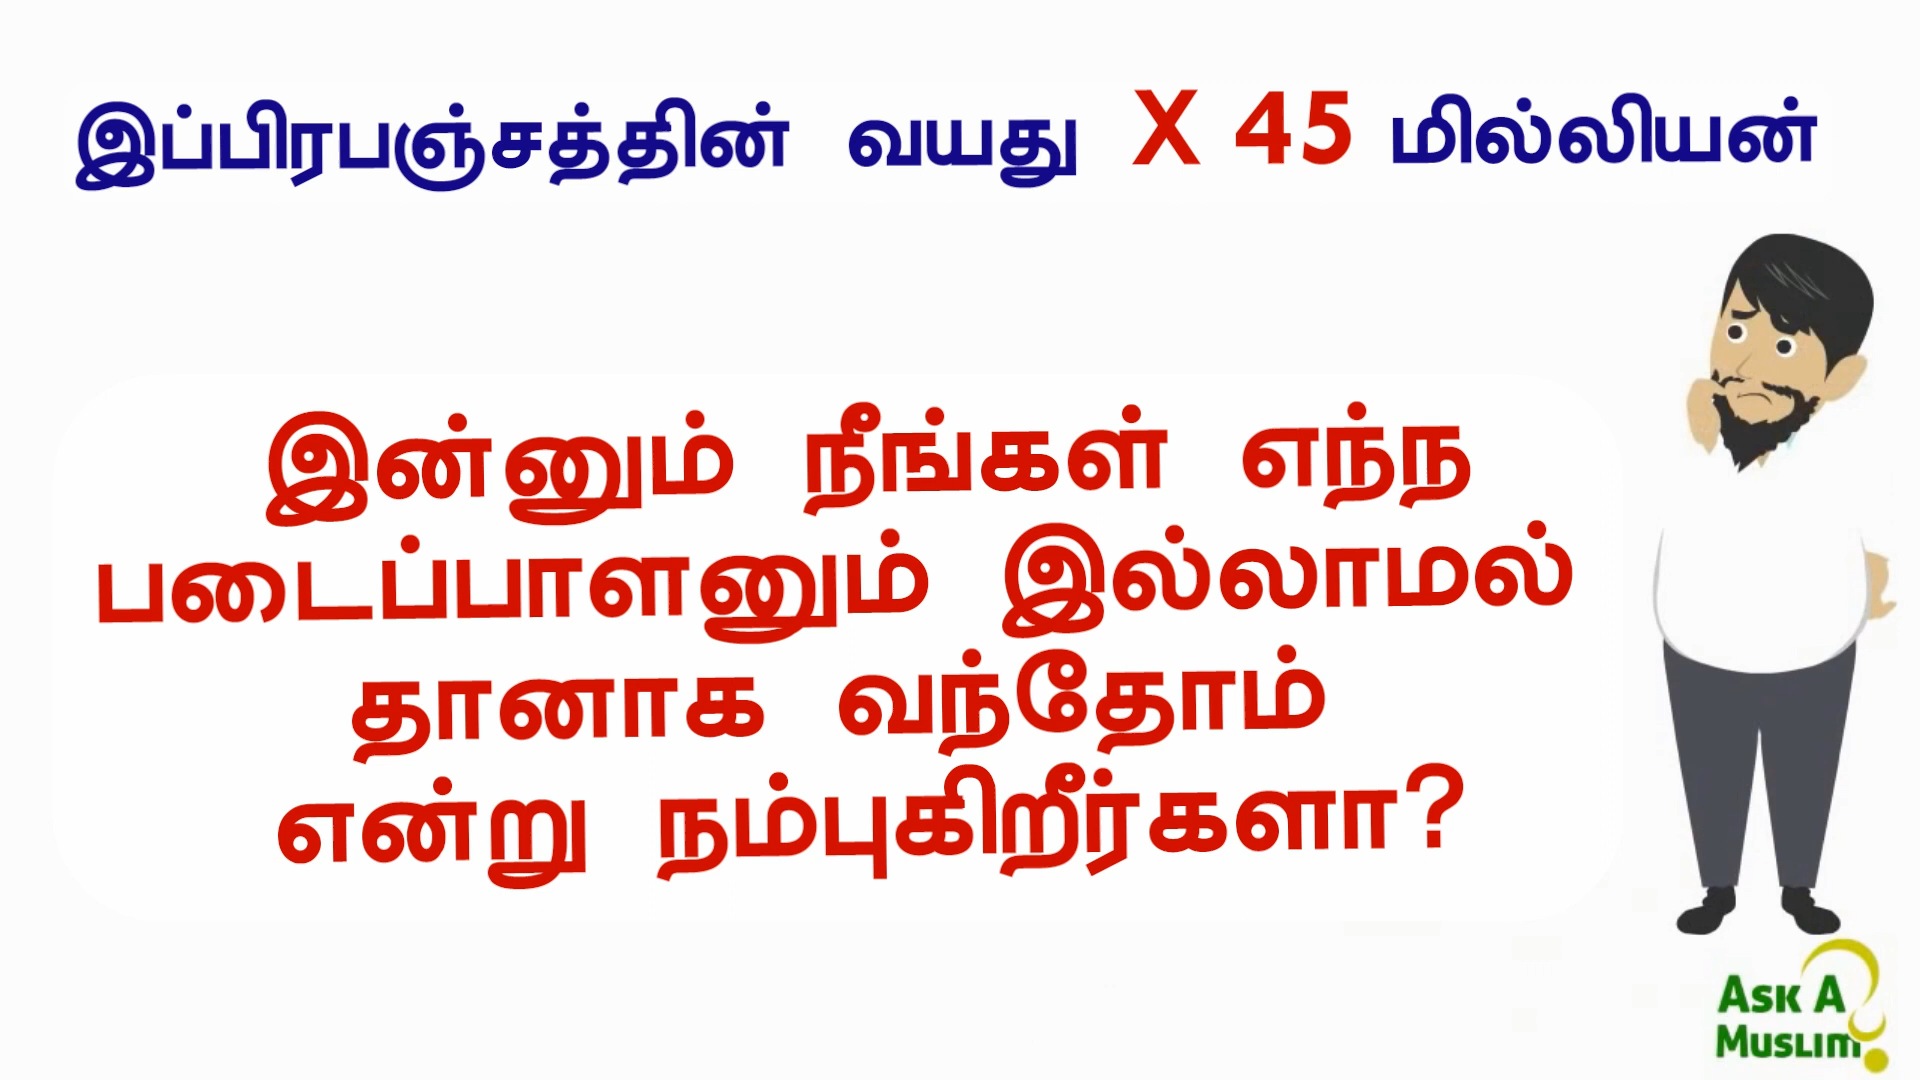 இப்பிரபஞ்சத்தின் வயது X 45 மில்லியன்
இன்னும் நீங்கள் எந்ந
படைப்பாளனும் இல்லாமல்
தானாக வந்தோம்
என்று நம்புகிறீர்களா?
ASK A
MUSLIM?